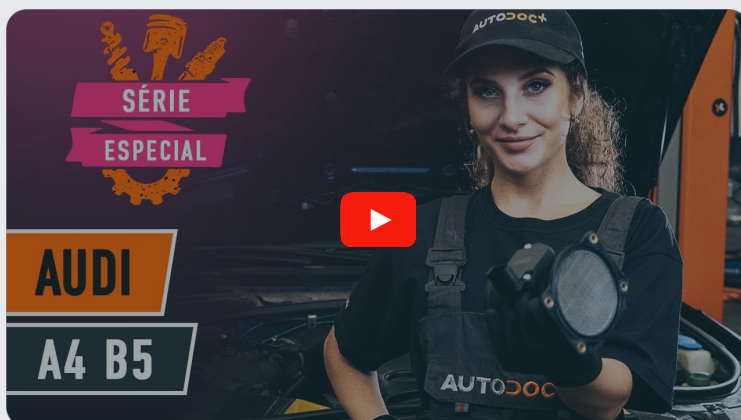 AUTODOC+
SÉRIE
ESPECIAL
AUDI
A4 B5
AUTODOC